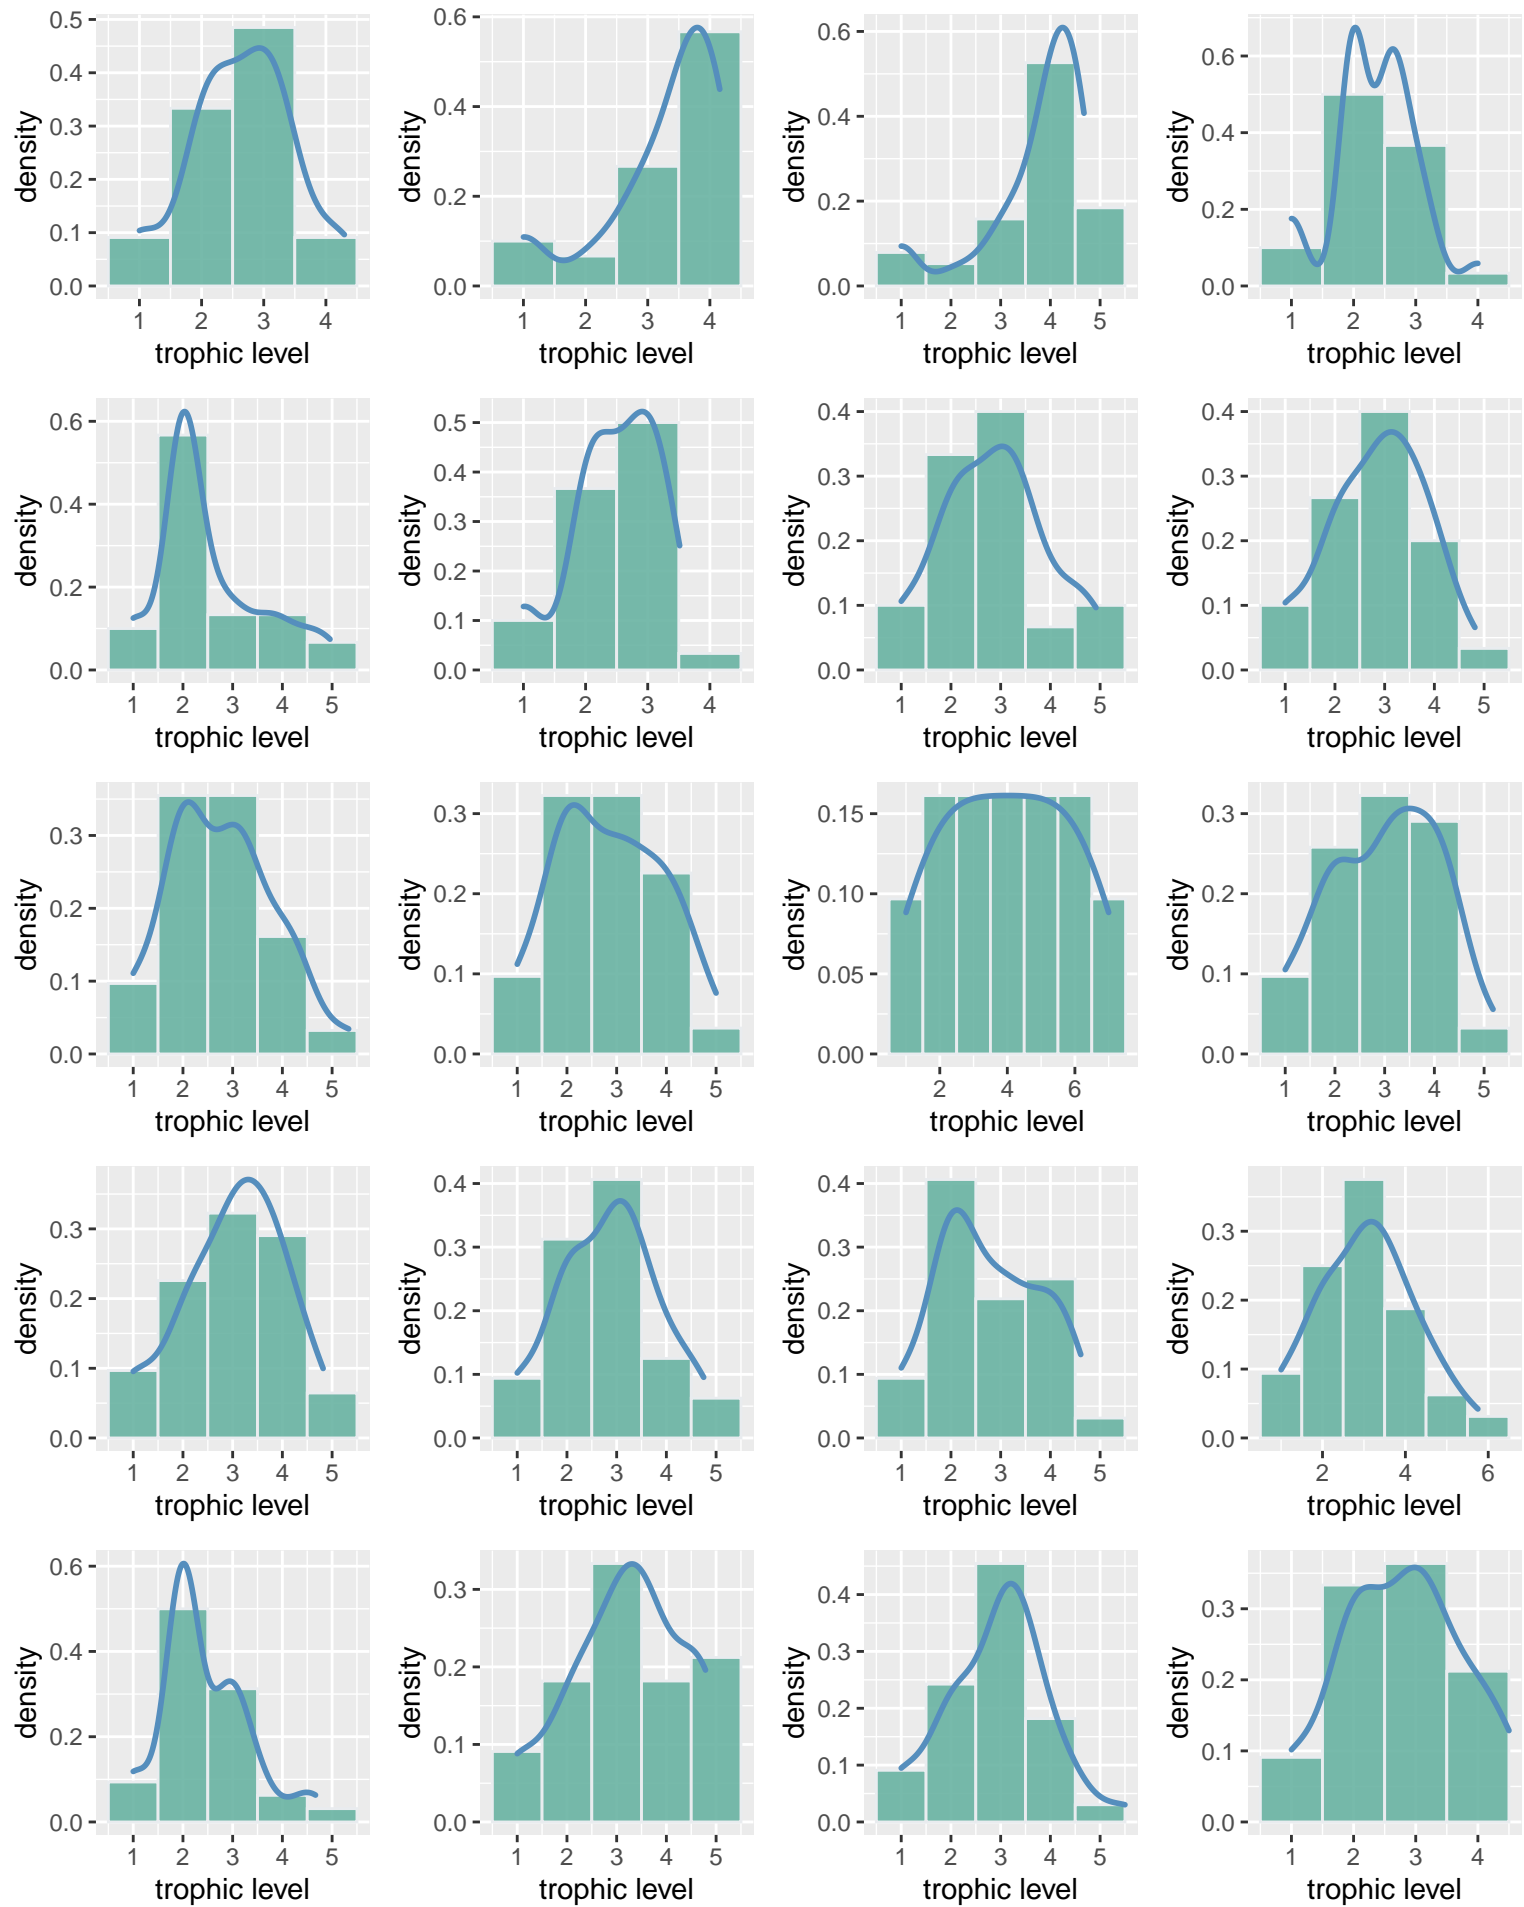 0.5 0.4 0.3 0.2 0.1 0.0
density
1 2 3 4
trophic level
0.6 0.4 0.2 0.0
density
1 2 3 4
trophic level
0.6 0.4 0.2 0.0
density
1 2 3 4 5
trophic level
0.6 0.4 0.2 0.0
density
1 2 3 4
trophic level
0.6 0.4 0.2 0.0
density
1 2 3 4 5
trophic level
0.5 0.4 0.3 0.2 0.1 0.0
density
1 2 3 4
trophic level
0.4 0.3 0.2 0.1 0.0
density
1 2 3 4 5
trophic level
0.4 0.3 0.2 0.1 0.0
density
1 2 3 4 5
trophic level
0.3 0.2 0.1 0.0
density
1 2 3 4 5
trophic level
0.3 0.2 0.1 0.0
density
1 2 3 4 5
trophic level
0.15 0.10 0.05 0.00
density
2 4 6
trophic level
0.3 0.2 0.1 0.0
density
1 2 3 4 5
trophic level
0.3 0.2 0.1 0.0
density
1 2 3 4 5
trophic level
0.4 0.3 0.2 0.1 0.0
density
1 2 3 4 5
trophic level
0.4 0.3 0.2 0.1 0.0
density
1 2 3 4 5
trophic level
0.3 0.2 0.1 0.0
density
2 4 6
trophic level
0.6 0.4 0.2 0.0
density
1 2 3 4 5
trophic level
0.3 0.2 0.1 0.0
density
1 2 3 4 5
trophic level
0.4 0.3 0.2 0.1 0.0
density
1 2 3 4 5
trophic level
0.3 0.2 0.1 0.0
density
1 2 3 4
trophic level